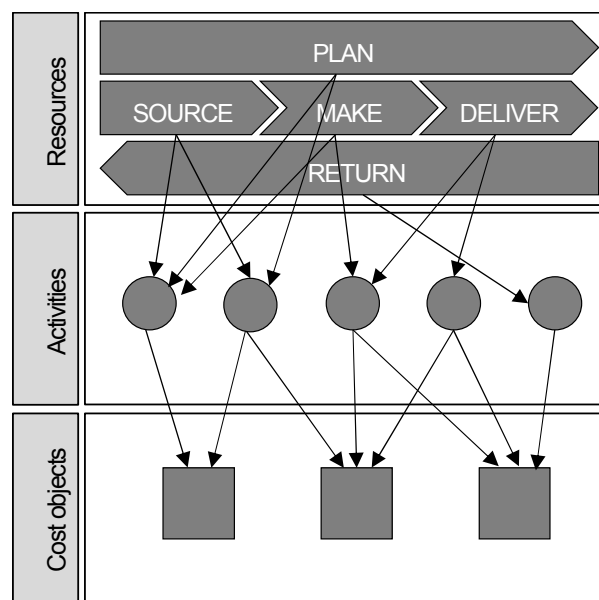 Resources
PLAN
SOURCE
MAKE
DELIVER
RETURN
Activities
Cost objects